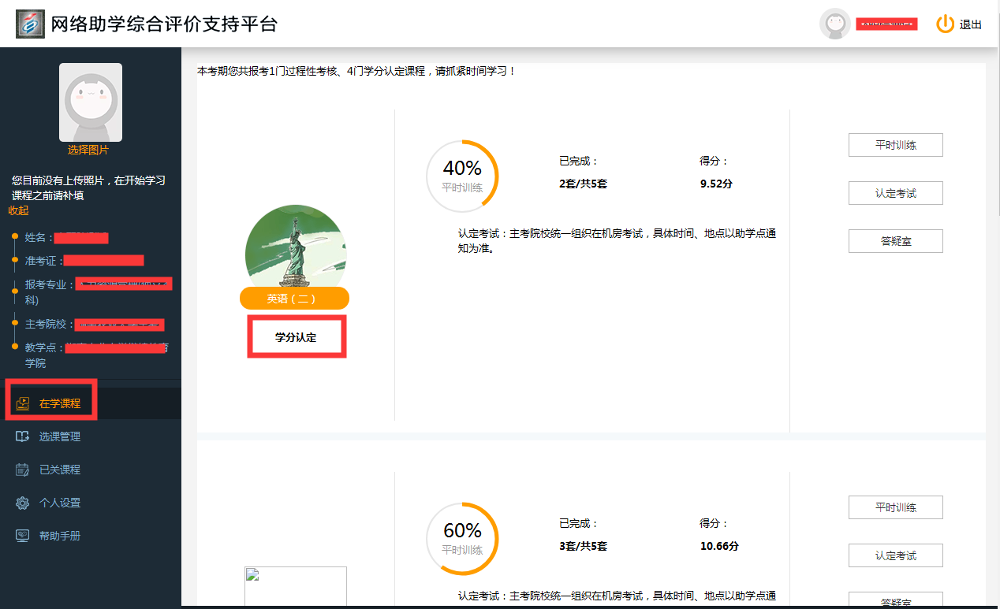 网络助学综合评价支持平台
退出
选择图片
您目前没有上传照片，在开始学习
课程之前请补填
收起
姓名：
准考证：
报考专业：
科)
主考院校：
教学点：
学院
在学课程
选课管理
已关课程
个人设置
帮助手册
本考期您共报考1门过程性考核、4门学分认定课程，请抓紧时间学习！
英语（二）
学分认定
40%
平时训练
已完成：
2套/共5套
得分：
9.52分
认定考试：主考院校统一组织在机房考试，具体时间、地点以助学点通
知为准。
平时训练
认定考试
答疑室
60%
平时训练
已完成：
3套/共5套
得分：
10.66分
认定考试：主考院校统一组织在机房考试，具体时间、地点以助学点通
平时训练
认定考试
答疑室